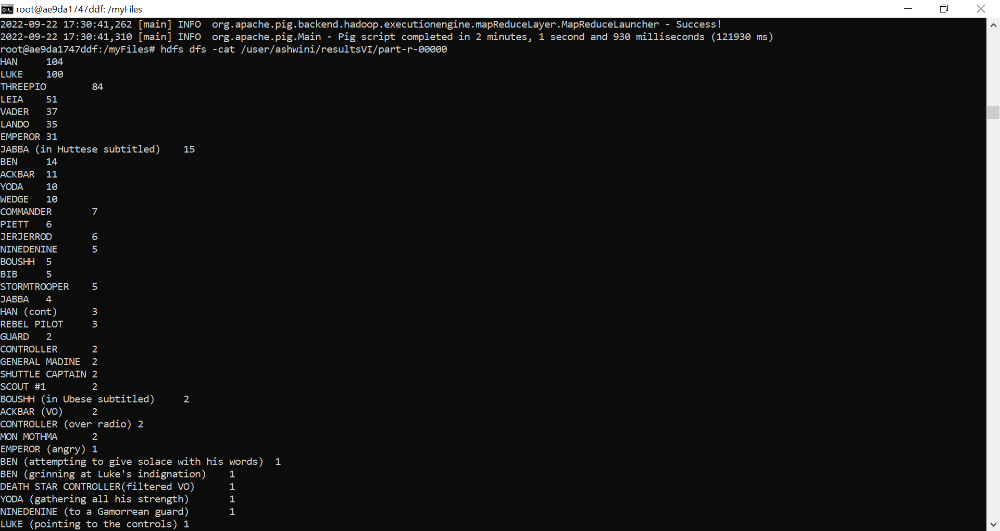 root@ae9da1747ddf: /myFiles
2022-09-22 17:30:41,262 [main] INFO  org.apache.pig.backend.hadoop.executionengine.mapReduceLayer.MapReduceLauncher - Success!
2022-09-22 17:30:41,310 [main] INFO  org.apache.pig.Main - Pig script completed in 2 minutes, 1 second and 930 milliseconds (121930 ms)
root@ae9da1747ddf:/myFiles# hdfs dfs -cat /user/ashwini/resultsVI/part-r-00000
HAN     104
LUKE    100
THREEPIO        84
LEIA    51
VADER   37
LANDO   35
EMPEROR 31
JABBA (in Huttese subtitled)    15
BEN     14
ACKBAR  11
YODA    10
WEDGE   10
COMMANDER       7
PIETT   6
JERJERROD       6
NINEDENINE      5
BOUSHH  5
BIB     5
STORMTROOPER    5
JABBA   4
HAN (cont)      3
REBEL PILOT     3
GUARD   2
CONTROLLER      2
GENERAL MADINE  2
SHUTTLE CAPTAIN 2
SCOUT #1        2
BOUSHH (in Ubese subtitled)     2
ACKBAR (VO)     2
CONTROLLER (over radio) 2
MON MOTHMA      2
EMPEROR (angry) 1
BEN (attempting to give solace with his words)  1
BEN (grinning at Luke's indignation)    1
DEATH STAR CONTROLLER(filtered VO)      1
YODA (gathering all his strength)       1
NINEDENINE (to a Gamorrean guard)       1
LUKE (pointing to the controls) 1